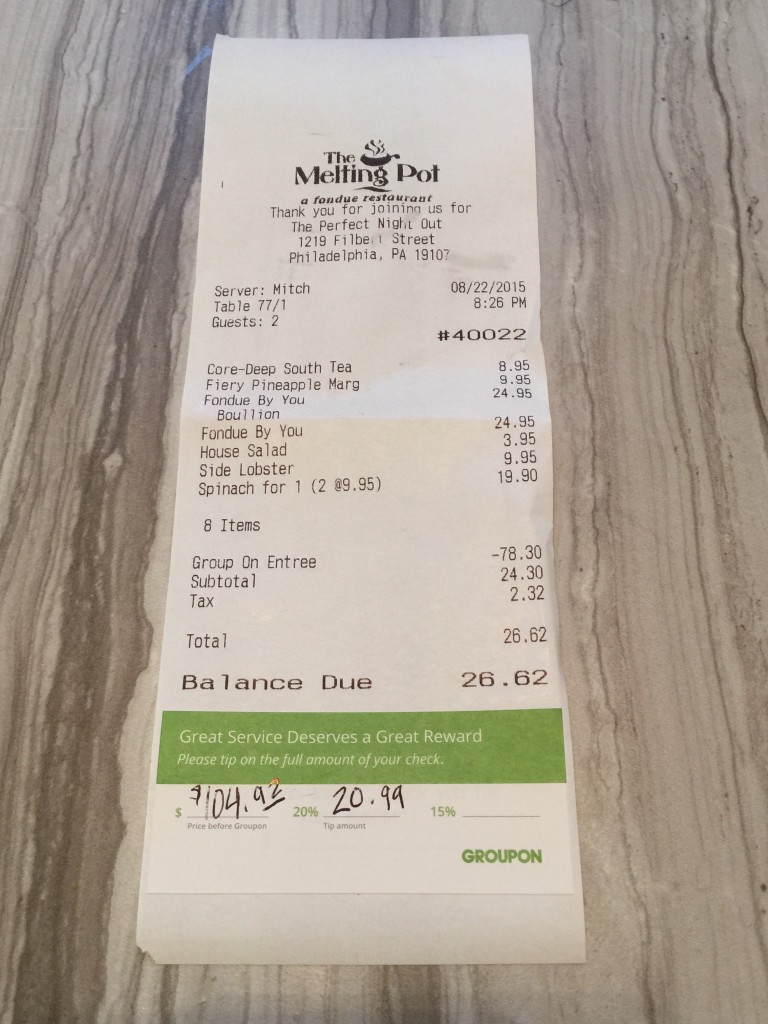 The
Melting Pot
a fondue restaurant
Thank you for joining us for
The Perfect Night Out
1219 Filbert Street
Philadelphia, PA 19107
Server: Mitch 08/22/2015
Table 77/1 8:26 PM
Guests: 2
#40022
Core-Deep South Tea 8.95
Fiery Pineapple Marg 9.95
Fondue By You 24.95
Boullion
Fondue By You 24.95
House Salad 3.95
Side Lobster 9.95
Spinach for 1 (2 @9.95) 19.90
8 Items
Group On Entree -78.30
Subtotal 24.30
Tax 2.32
Total 26.62
Balance Due 26.62
Great Service Deserves a Great Reward
Please tip on the full amount of your check.
$ $104.92 20% 20.99 15%
Price before Groupon Tip amount
GROUPON